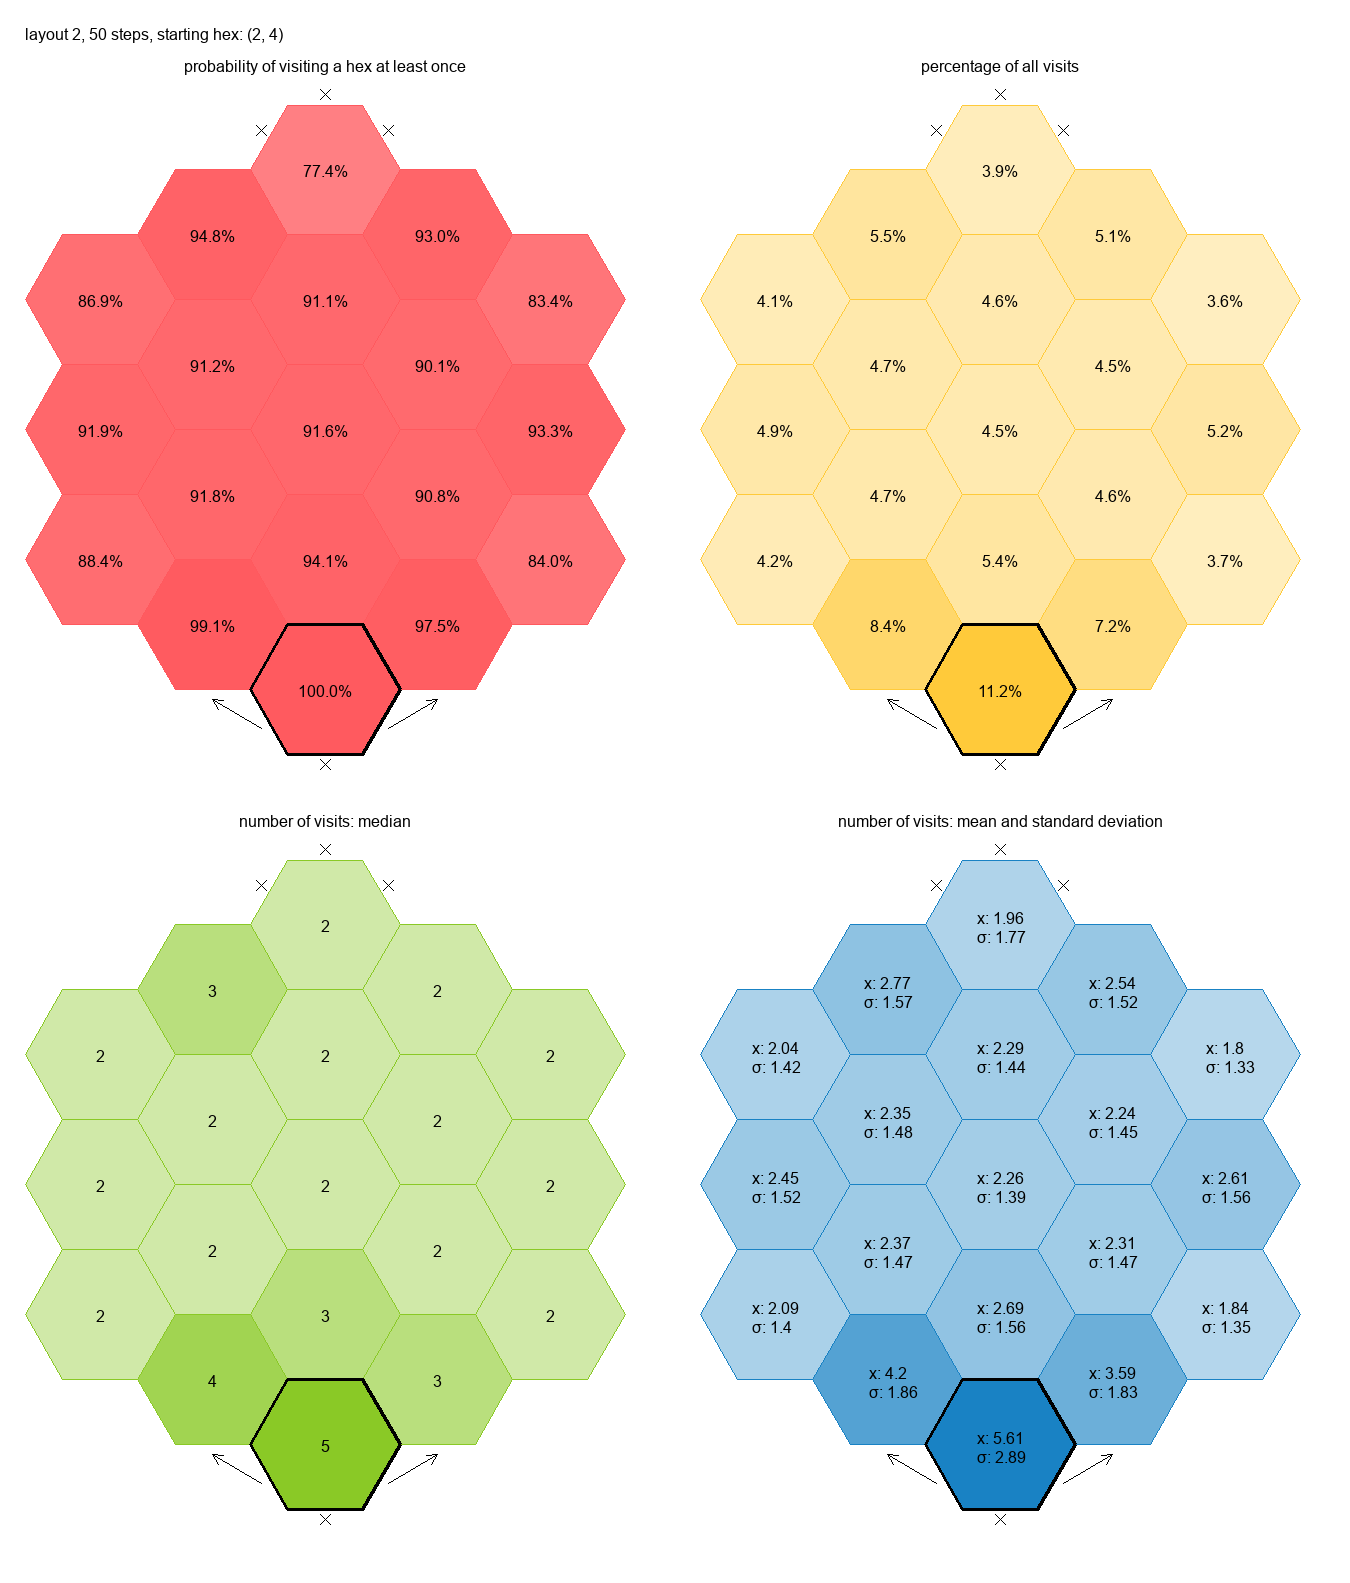 layout 2, 50 steps, starting hex: (2, 4)
probability of visiting a hex at least once
77.4%
94.8%
93.0%
86.9%
91.1%
83.4%
91.2%
90.1%
91.9%
91.6%
93.3%
91.8%
90.8%
88.4%
94.1%
84.0%
99.1%
97.5%
100.0%
percentage of all visits
3.9%
5.5%
5.1%
4.1%
4.6%
3.6%
4.7%
4.5%
4.9%
4.5%
5.2%
4.7%
4.6%
4.2%
5.4%
3.7%
8.4%
7.2%
11.2%
number of visits: median
2
3
2
2
2
2
2
2
2
2
2
2
2
2
3
2
4
3
5
number of visits: mean and standard deviation
x: 1.96
σ: 1.77
x: 2.77
σ: 1.57
x: 2.54
σ: 1.52
x: 2.04
σ: 1.42
x: 2.29
σ: 1.44
x: 1.8
σ: 1.33
x: 2.35
σ: 1.48
x: 2.24
σ: 1.45
x: 2.45
σ: 1.52
x: 2.26
σ: 1.39
x: 2.61
σ: 1.56
x: 2.37
σ: 1.47
x: 2.31
σ: 1.47
x: 2.09
σ: 1.4
x: 2.69
σ: 1.56
x: 1.84
σ: 1.35
x: 4.2
σ: 1.86
x: 3.59
σ: 1.83
x: 5.61
σ: 2.89